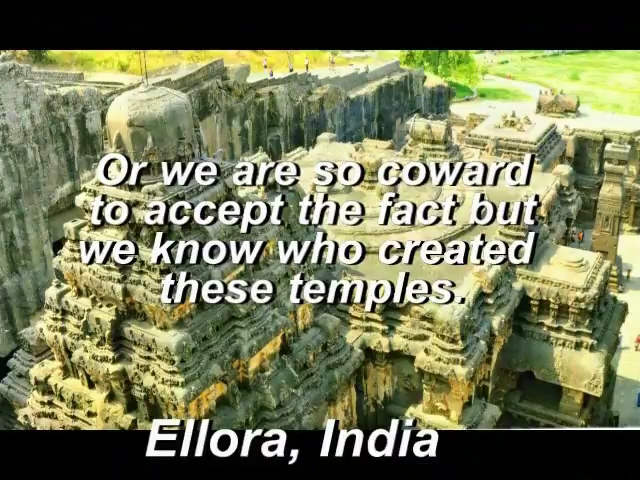 Or we are so coward
to accept the fact but
we know who created
these temples.
Ellora, India